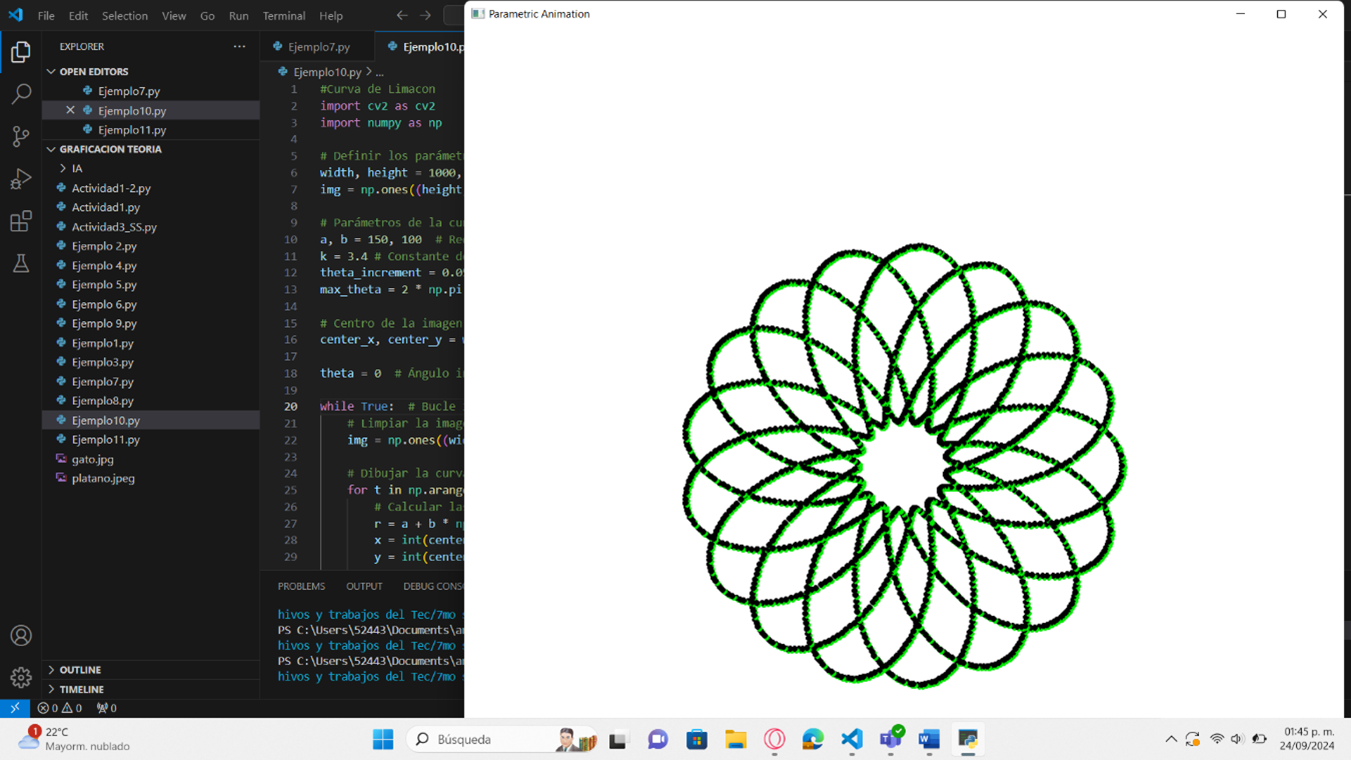 File Edit Selection View Go Run Terminal Help
Parametric Animation
EXPLORER
OPEN EDITORS
Ejemplo7.py
Ejemplo10.py
Ejemplo11.py
GRAFICACION TEORIA
IA
Actividad1-2.py
Actividad1.py
Actividad3_SS.py
Ejemplo 2.py
Ejemplo 4.py
Ejemplo 5.py
Ejemplo 6.py
Ejemplo 9.py
Ejemplo1.py
Ejemplo3.py
Ejemplo7.py
Ejemplo8.py
Ejemplo10.py
Ejemplo11.py
gato.jpg
platano.jpeg
OUTLINE
TIMELINE
Ejemplo7.py Ejemplo10.p
Ejemplo10.py > ...
1 #Curva de Limacon
2 import cv2 as cv2
3 import numpy as np
4
5 # Definir los parámet
6 width, height = 1000,
7 img = np.ones((height
8
9 # Parámetros de la cu
10 a, b = 150, 100 # Re
11 k = 3.4 # Constante d
12 theta_increment = 0.0
13 max_theta = 2 * np.pi
14
15 # Centro de la imagen
16 center_x, center_y =
17
18 theta = 0 # Ángulo i
19
20 while True: # Bucle
21 # Limpiar la imag
22 img = np.ones((wi
23
24 # Dibujar la curv
25 for t in np.arang
26 # Calcular la
27 r = a + b * n
28 x = int(cente
29 y = int(cente
PROBLEMS OUTPUT DEBUG CONS
hivos y trabajos del Tec/7mo s
PS C:\Users\52443\Documents\a
hivos y trabajos del Tec/7mo s
PS C:\Users\52443\Documents\a
hivos y trabajos del Tec/7mo s
0 0 0
1
22°C
Mayorm. nublado
Búsqueda
01:45 p. m.
24/09/2024